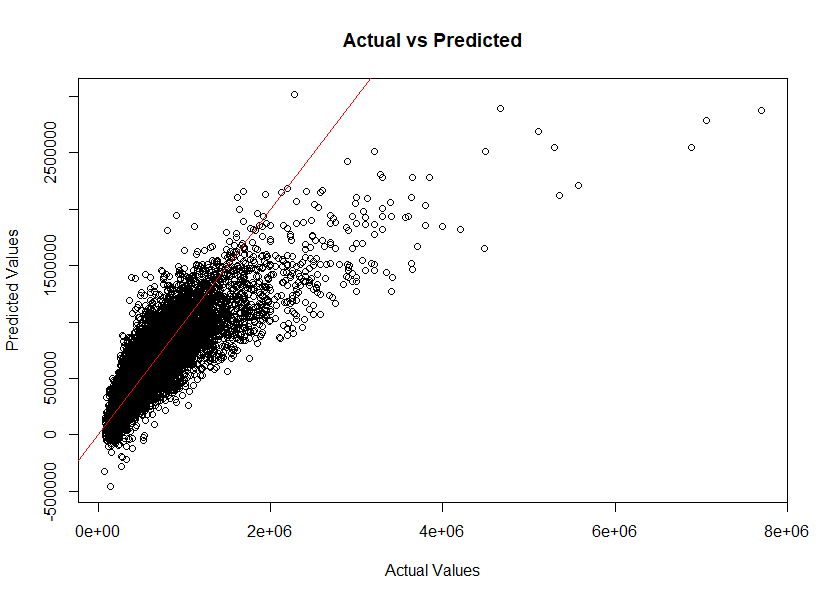 Actual vs Predicted
Predicted Values
2500000
1500000
500000
0
-500000
0e+00 2e+06 4e+06 6e+06 8e+06
Actual Values